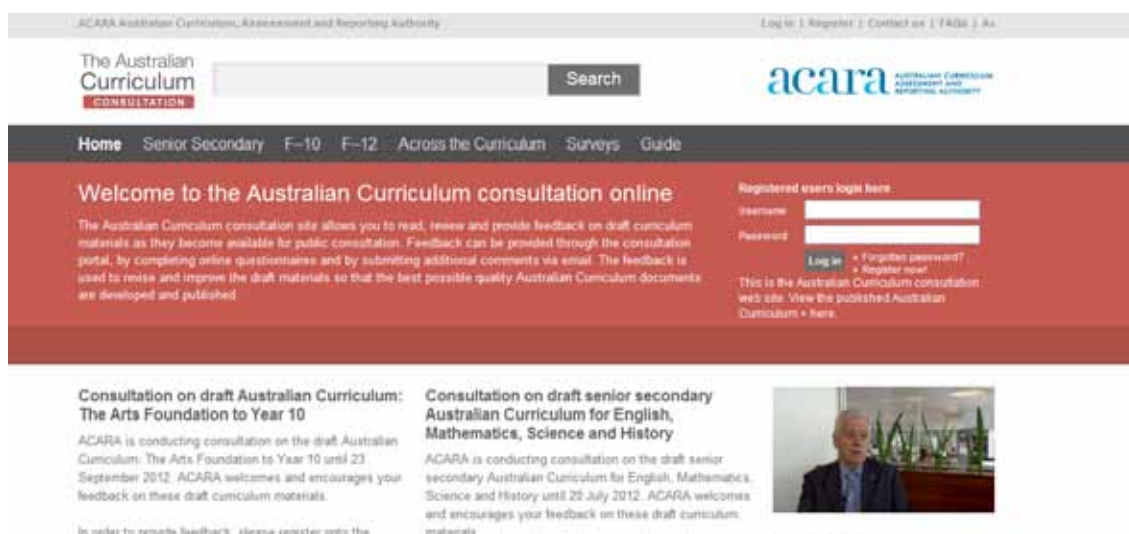 ACARA Australian Curriculum, Assessment and Reporting Authority
Log in | Register | Contact us | FAQs | A+
The Australian
Curriculum
CONSULTATION
Search
acara AUSTRALIAN CURRICULUM
ASSESSMENT AND
REPORTING AUTHORITY
Home Senior Secondary F–10 F–12 Across the Curriculum Surveys Guide
Welcome to the Australian Curriculum consultation online
The Australian Curriculum consultation site allows you to read, review and provide feedback on draft curriculum
materials as they become available for public consultation. Feedback can be provided through the consultation
portal, by completing online questionnaires and by submitting additional comments via email. The feedback is
used to revise and improve the draft materials so that the best possible quality Australian Curriculum documents
are developed and published.
Registered users login here
Username
Password
Log in
Forgotten password?
Register now!
This is the Australian Curriculum consultation
web site. View the published Australian
Curriculum here.
Consultation on draft Australian Curriculum:
The Arts Foundation to Year 10
ACARA is conducting consultation on the draft Australian
Curriculum: The Arts Foundation to Year 10 until 23
September 2012. ACARA welcomes and encourages your
feedback on these draft curriculum materials.
In order to provide feedback, please register onto the
Consultation on draft senior secondary
Australian Curriculum for English,
Mathematics, Science and History
ACARA is conducting consultation on the draft senior
secondary Australian Curriculum for English, Mathematics,
Science and History until 20 July 2012. ACARA welcomes
and encourages your feedback on these draft curriculum
materials.